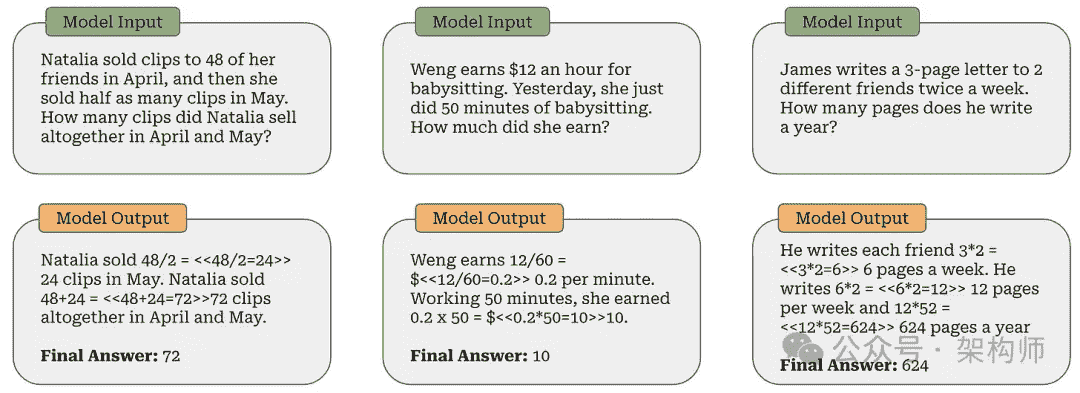 Model Input
Natalia sold clips to 48 of her
friends in April, and then she
sold half as many clips in May.
How many clips did Natalia sell
altogether in April and May?
Model Input
Weng earns $12 an hour for
babysitting. Yesterday, she just
did 50 minutes of babysitting.
How much did she earn?
Model Input
James writes a 3-page letter to 2
different friends twice a week.
How many pages does he write
a year?
Model Output
Natalia sold 48/2 = <<48/2=24>>
24 clips in May. Natalia sold
48+24 = <<48+24=72>>72 clips
altogether in April and May.
Final Answer: 72
Model Output
Weng earns 12/60 =
$<<12/60=0.2>> 0.2 per minute.
Working 50 minutes, she earned
0.2 x 50 = $<<0.2*50=10>>10.
Final Answer: 10
Model Output
He writes each friend 3*2 =
<<3*2=6>> 6 pages a week. He
writes 6*2 = <<6*2=12>> 12 pages
per week and 12*52 =
<<12*52=624>> 624 pages a year
Final Answer: 624
公众号 · 架构师